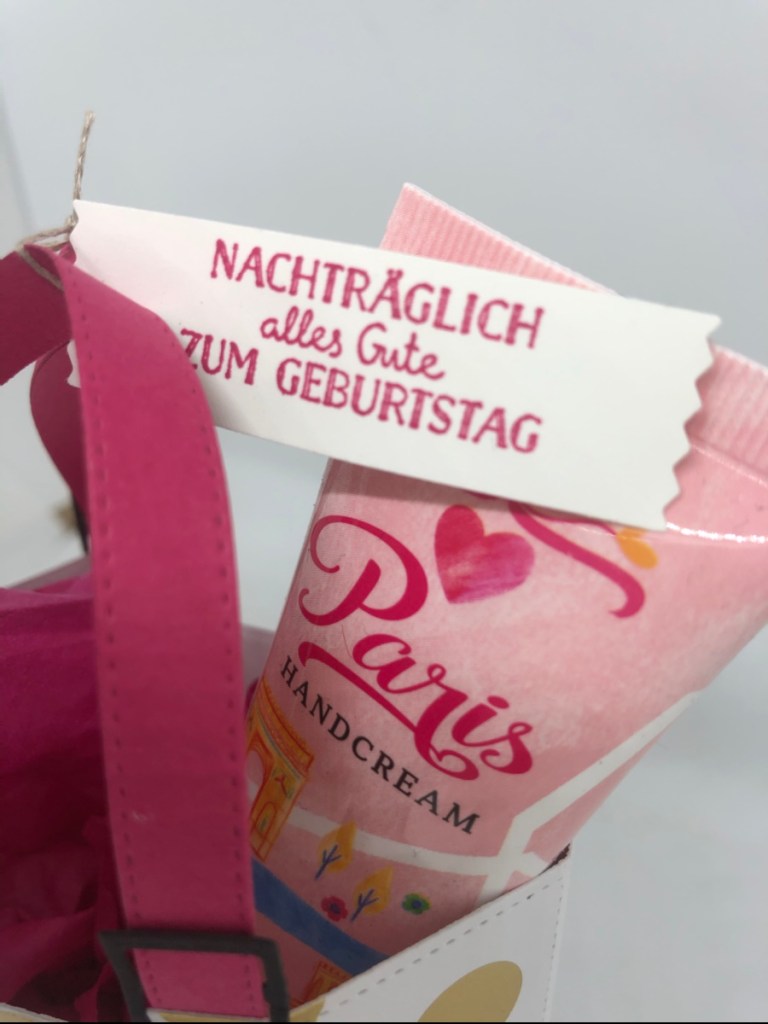 NACHTRÄGLICH
alles Gute
ZUM GEBURTSTAG
Paris
HANDCREAM